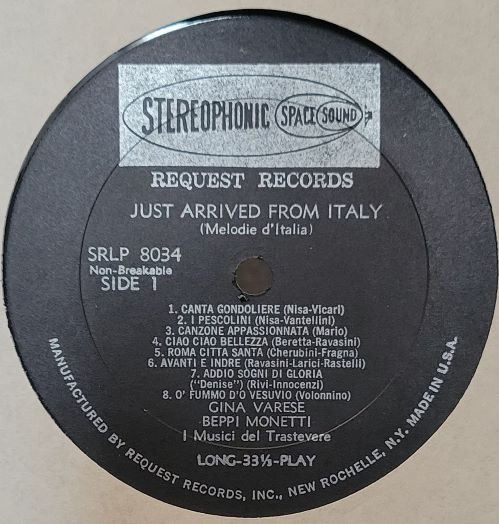 STEREOPHONIC SPACE SOUND
REQUEST RECORDS
JUST ARRIVED FROM ITALY
(Melodie d'Italia)
SRLP 8034
Non-Breakable
SIDE 1
1. CANTA GONDOLIERE (Nisa-Vicari)
2. I PESCOLINI (Nisa-Vantellini)
3. CANZONE APPASSIONNATA (Mario)
4. CIAO CIAO BELLEZZA (Beretta-Ravasini)
5. ROMA CITTA SANTA (Cherubini-Fragna)
6. AVANTI E INDRE (Ravasini-Larici-Rastelli)
7. ADDIO SOGNI DI GLORIA
("Denise") (Rivi-Innocenzi)
8. O' FUMMO D'O VESUVIO (Volonnino)
GINA VARESE
BEPPI MONETTI
I Musici del Trastevere
LONG-33⅓-PLAY
MANUFACTURED BY REQUEST RECORDS, INC., NEW ROCHELLE, N.Y. MADE IN U.S.A.